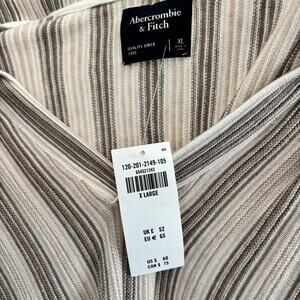 Abercrombie
& Fitch
QUALITY SINCE
1892
XL
120-201-2149-105
X LARGE
UK £ 52
EU € 65
US $ 60
CAN $ 75